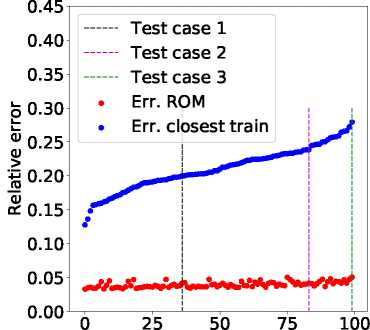 0.45
0.40
0.35
0.30
0.25
0.20
0.15
0.10
0.05
0.00
Relative error
Test case 1
Test case 2
Test case 3
Err. ROM
Err. closest train
0 25 50 75 100